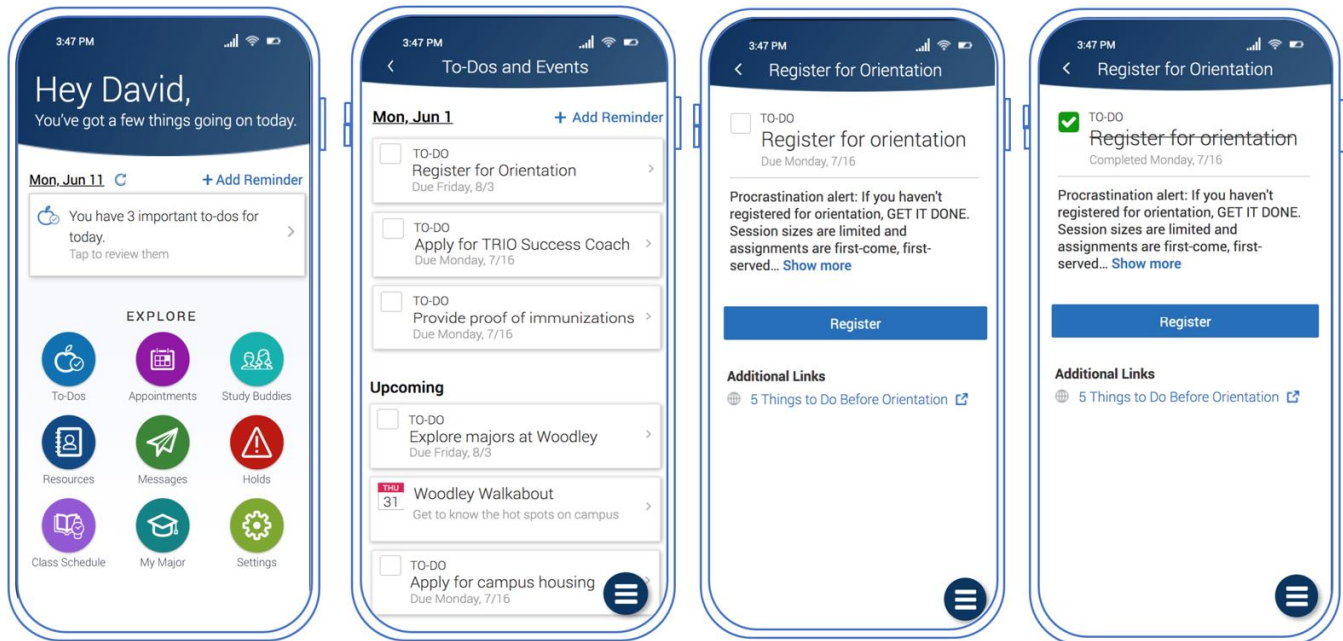 3:47 PM
Hey David,
You've got a few things going on today.
Mon, Jun 11
+ Add Reminder
You have 3 important to-dos for
today.
Tap to review them
EXPLORE
To-Dos
Appointments
Study Buddies
Resources
Messages
Holds
Class Schedule
My Major
Settings
3:47 PM
To-Dos and Events
Mon, Jun 1
+ Add Reminder
TO-DO
Register for Orientation
Due Friday, 8/3
TO-DO
Apply for TRIO Success Coach
Due Monday, 7/16
TO-DO
Provide proof of immunizations
Due Monday, 7/16
Upcoming
TO-DO
Explore majors at Woodley
Due Friday, 8/3
THU
31
Woodley Walkabout
Get to know the hot spots on campus
TO-DO
Apply for campus housing
Due Monday, 7/16
3:47 PM
Register for Orientation
TO-DO
Register for orientation
Due Monday, 7/16
Procrastination alert: If you haven't
registered for orientation, GET IT DONE.
Session sizes are limited and
assignments are first-come, first-
served... Show more
Register
Additional Links
5 Things to Do Before Orientation
3:47 PM
Register for Orientation
TO-DO
Register for orientation
Completed Monday, 7/16
Procrastination alert: If you haven't
registered for orientation, GET IT DONE.
Session sizes are limited and
assignments are first-come, first-
served... Show more
Register
Additional Links
5 Things to Do Before Orientation